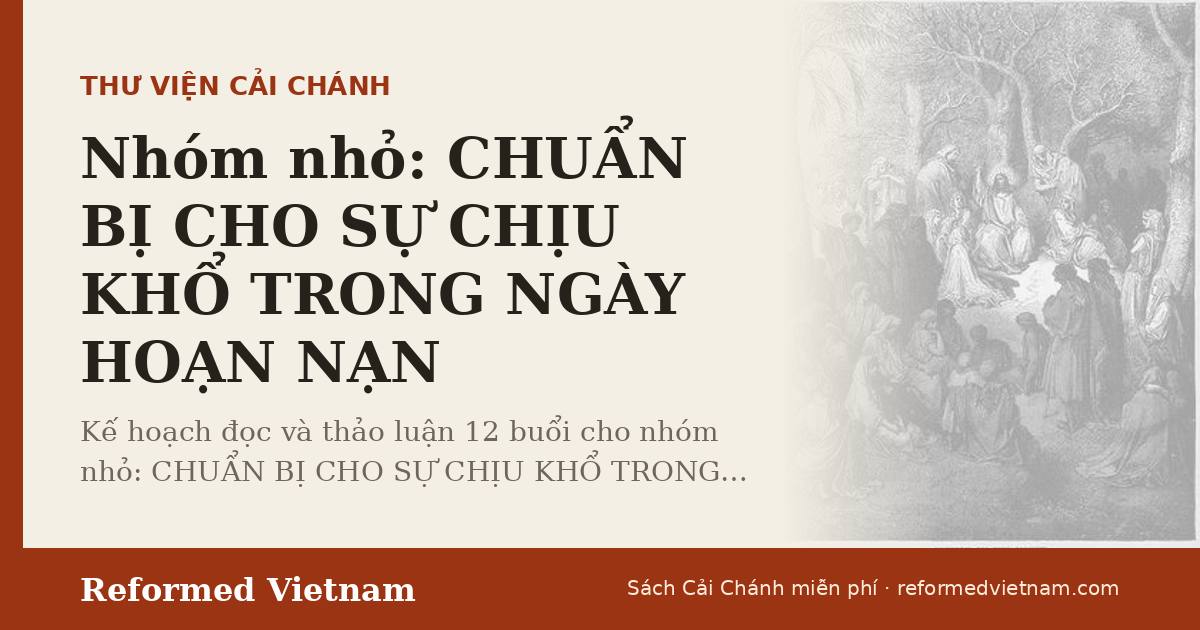 THƯ VIỆN CẢI CHÁNH
Nhóm nhỏ: CHUẨN
BỊ CHO SỰ CHỊU
KHỔ TRONG NGÀY
HOẠN NẠN
Kế hoạch đọc và thảo luận 12 buổi cho nhóm
nhỏ: CHUẨN BỊ CHO SỰ CHỊU KHỔ TRONG…
Reformed Vietnam
Sách Cải Chánh miễn phí · reformedvietnam.com